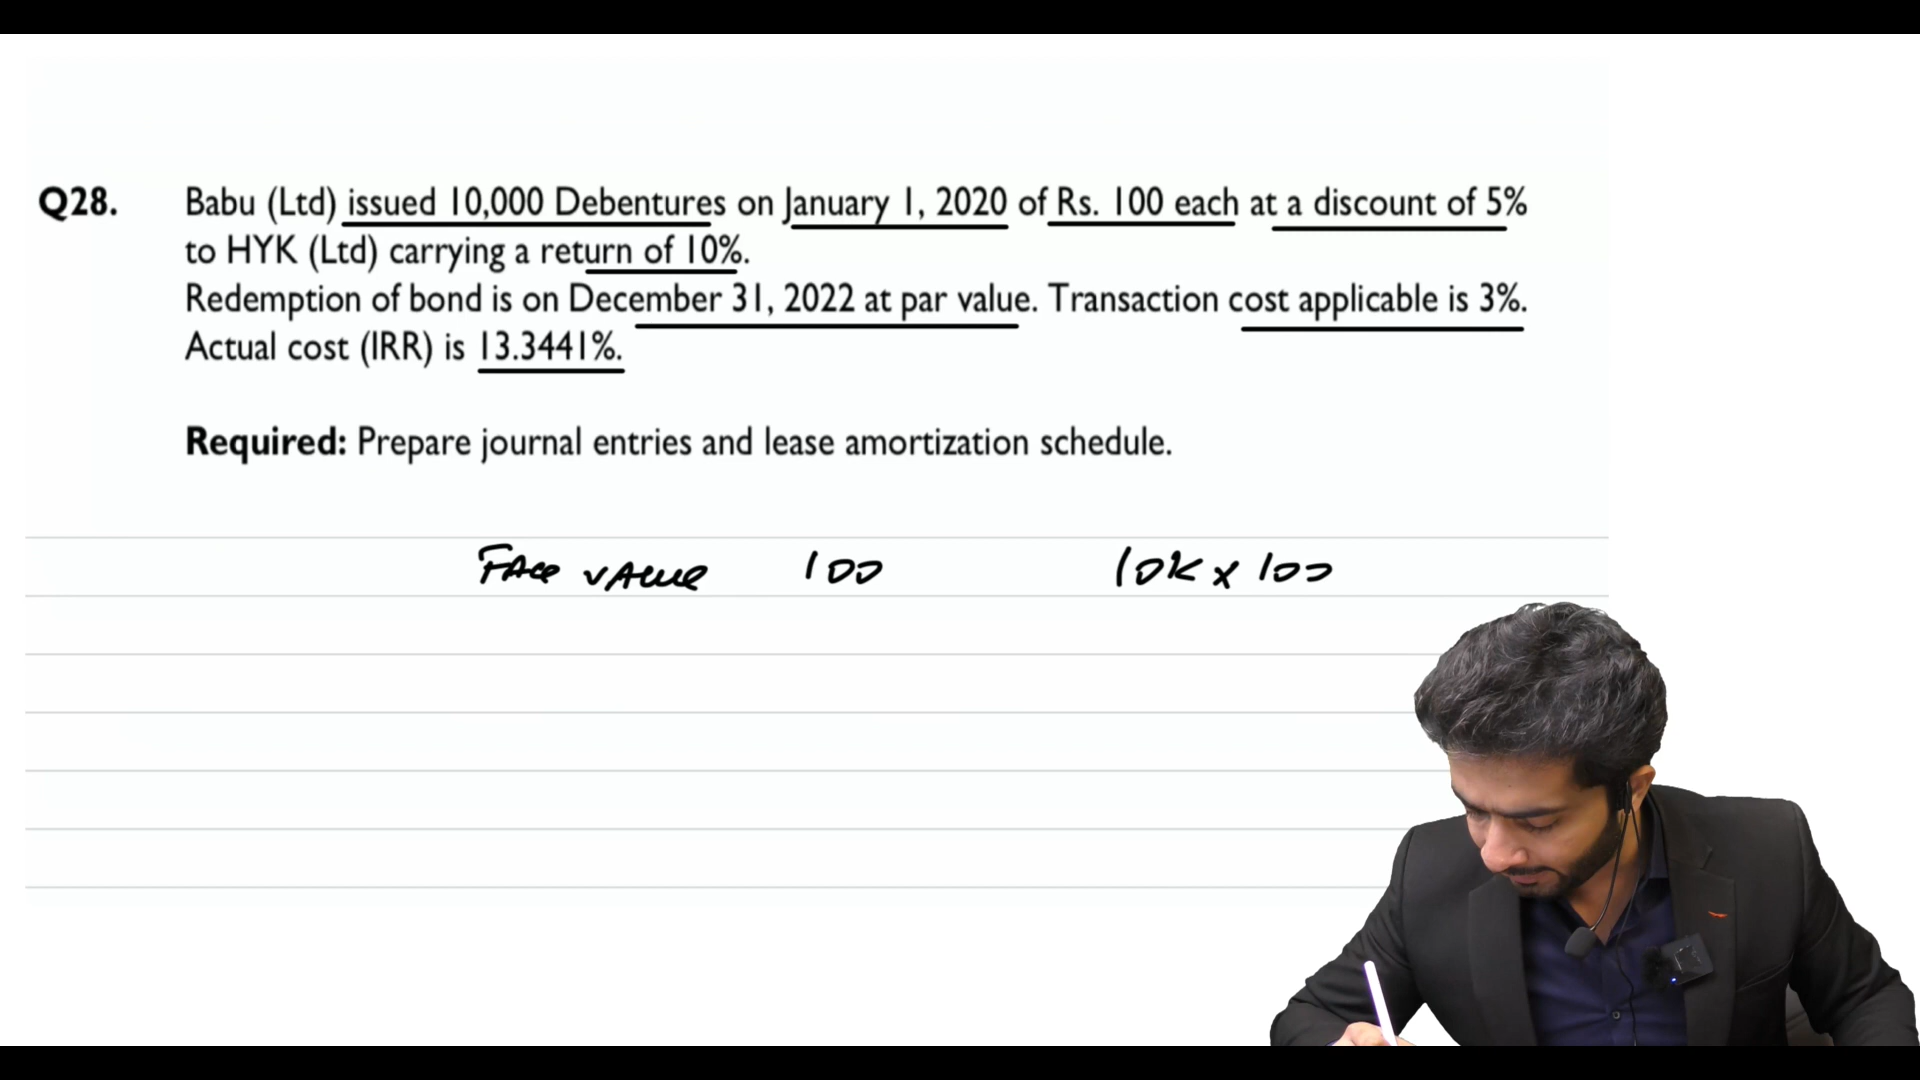 Q28. Babu (Ltd) issued 10,000 Debentures on January 1, 2020 of Rs. 100 each at a discount of 5%
to HYK (Ltd) carrying a return of 10%.
Redemption of bond is on December 31, 2022 at par value. Transaction cost applicable is 3%.
Actual cost (IRR) is 13.3441%.
Required: Prepare journal entries and lease amortization schedule.
Face value 100 10K x 100